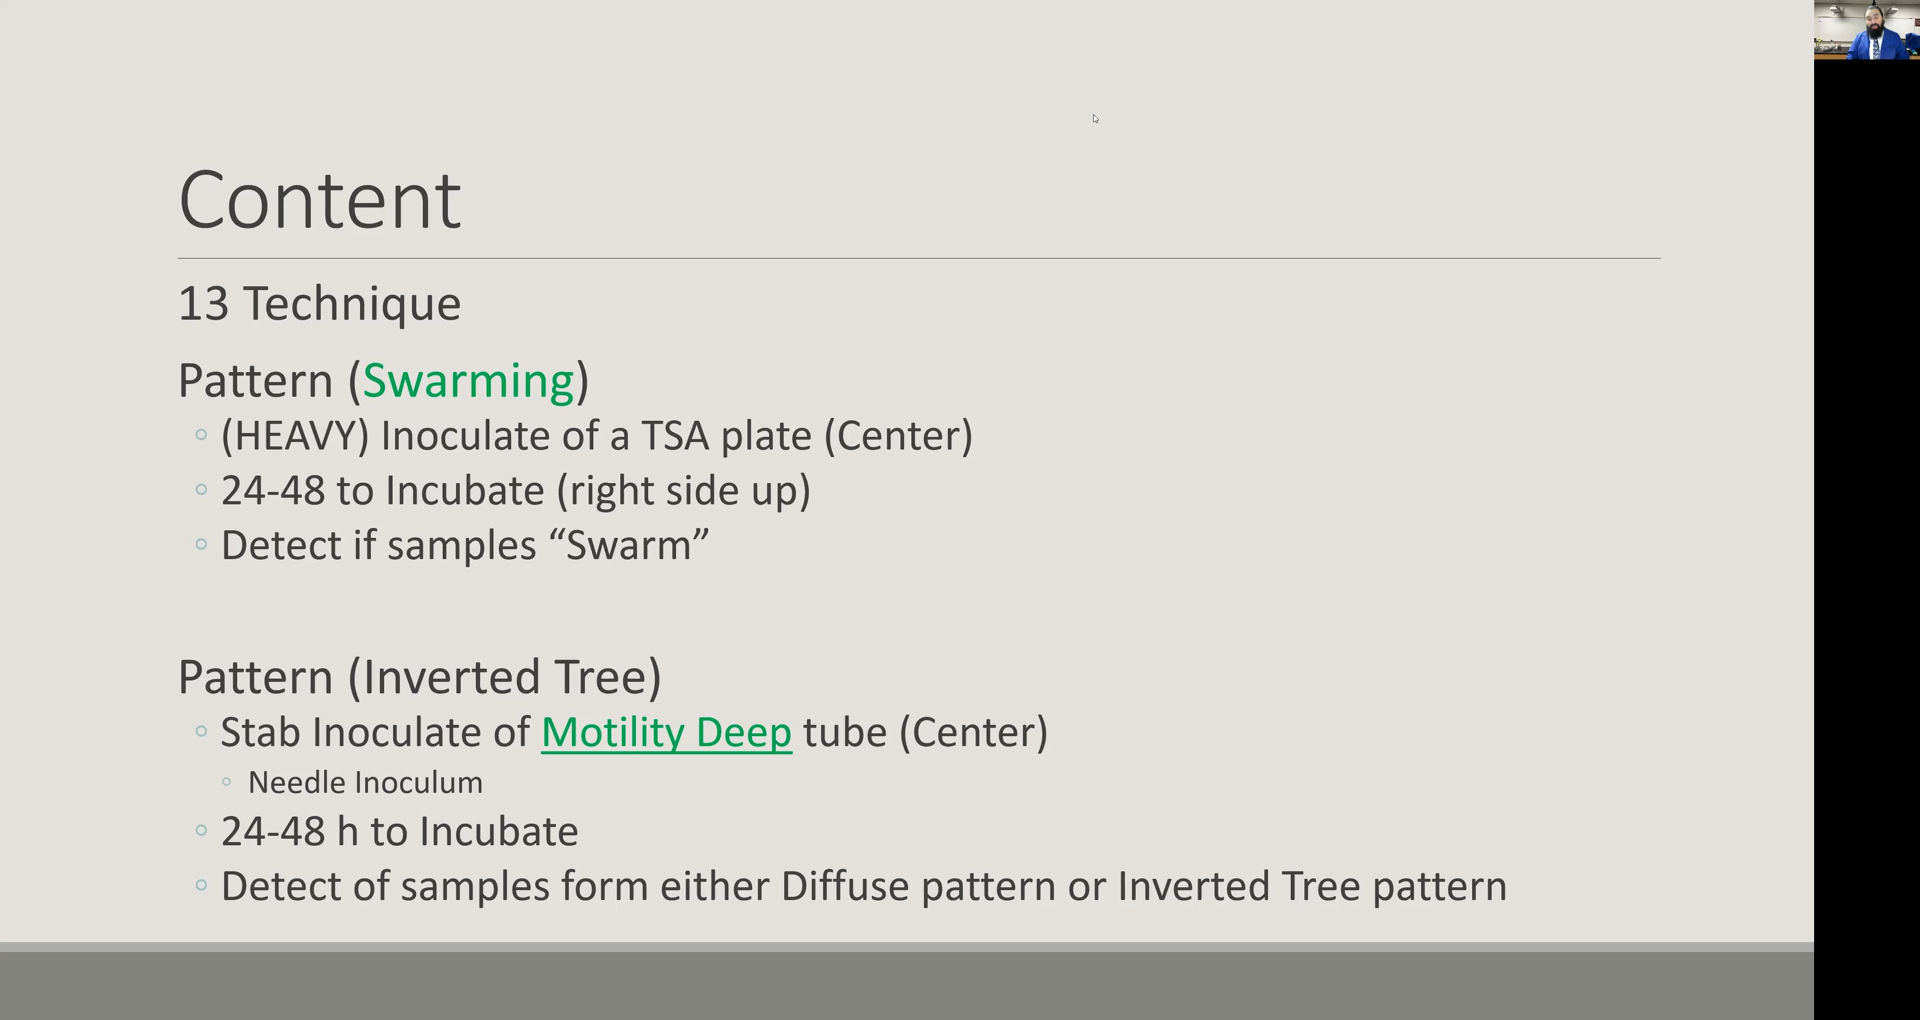 Content
13 Technique
Pattern (Swarming)
(HEAVY) Inoculate of a TSA plate (Center)
24-48 to Incubate (right side up)
Detect if samples “Swarm”
Pattern (Inverted Tree)
Stab Inoculate of Motility Deep tube (Center)
Needle Inoculum
24-48 h to Incubate
Detect of samples form either Diffuse pattern or Inverted Tree pattern